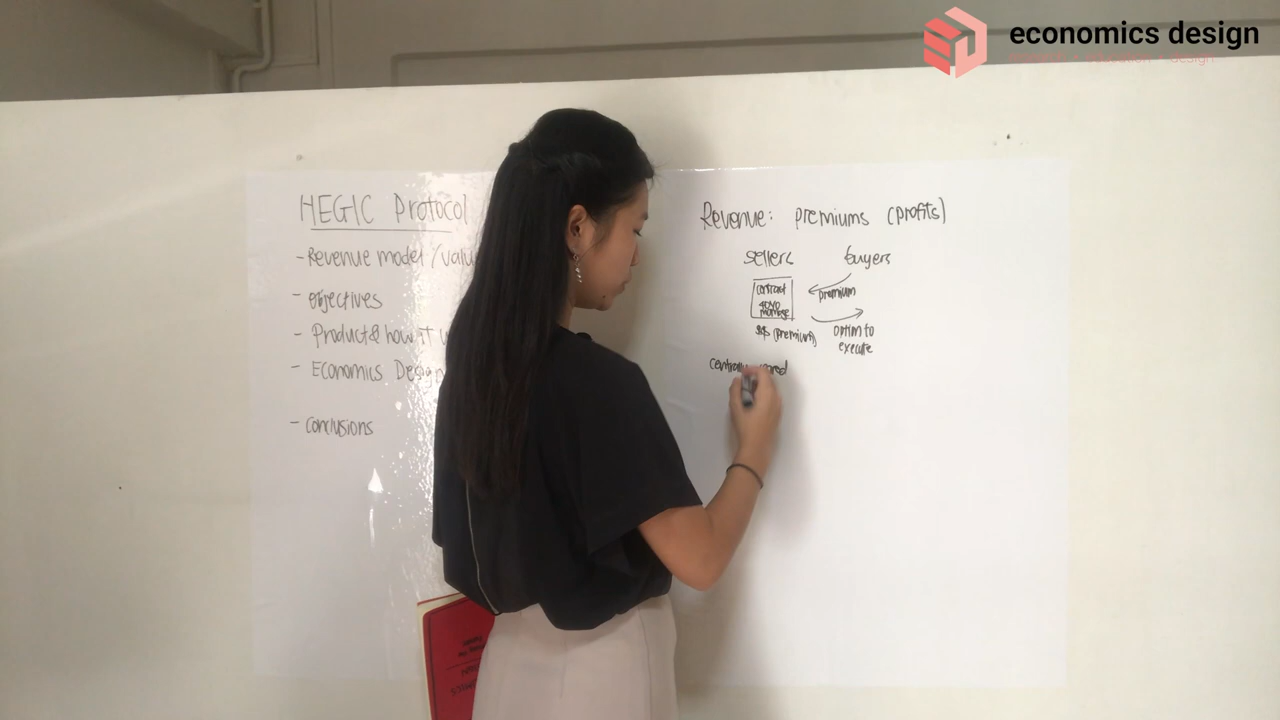 economics design
HEGIC Protocol
- Revenue model / valu
- objectives
- Product & how IT w
- Economics Design
- conclusions
Revenue: premiums (profits)
sellers
buyers
contract
premium
$$ (premium)
option to
execute